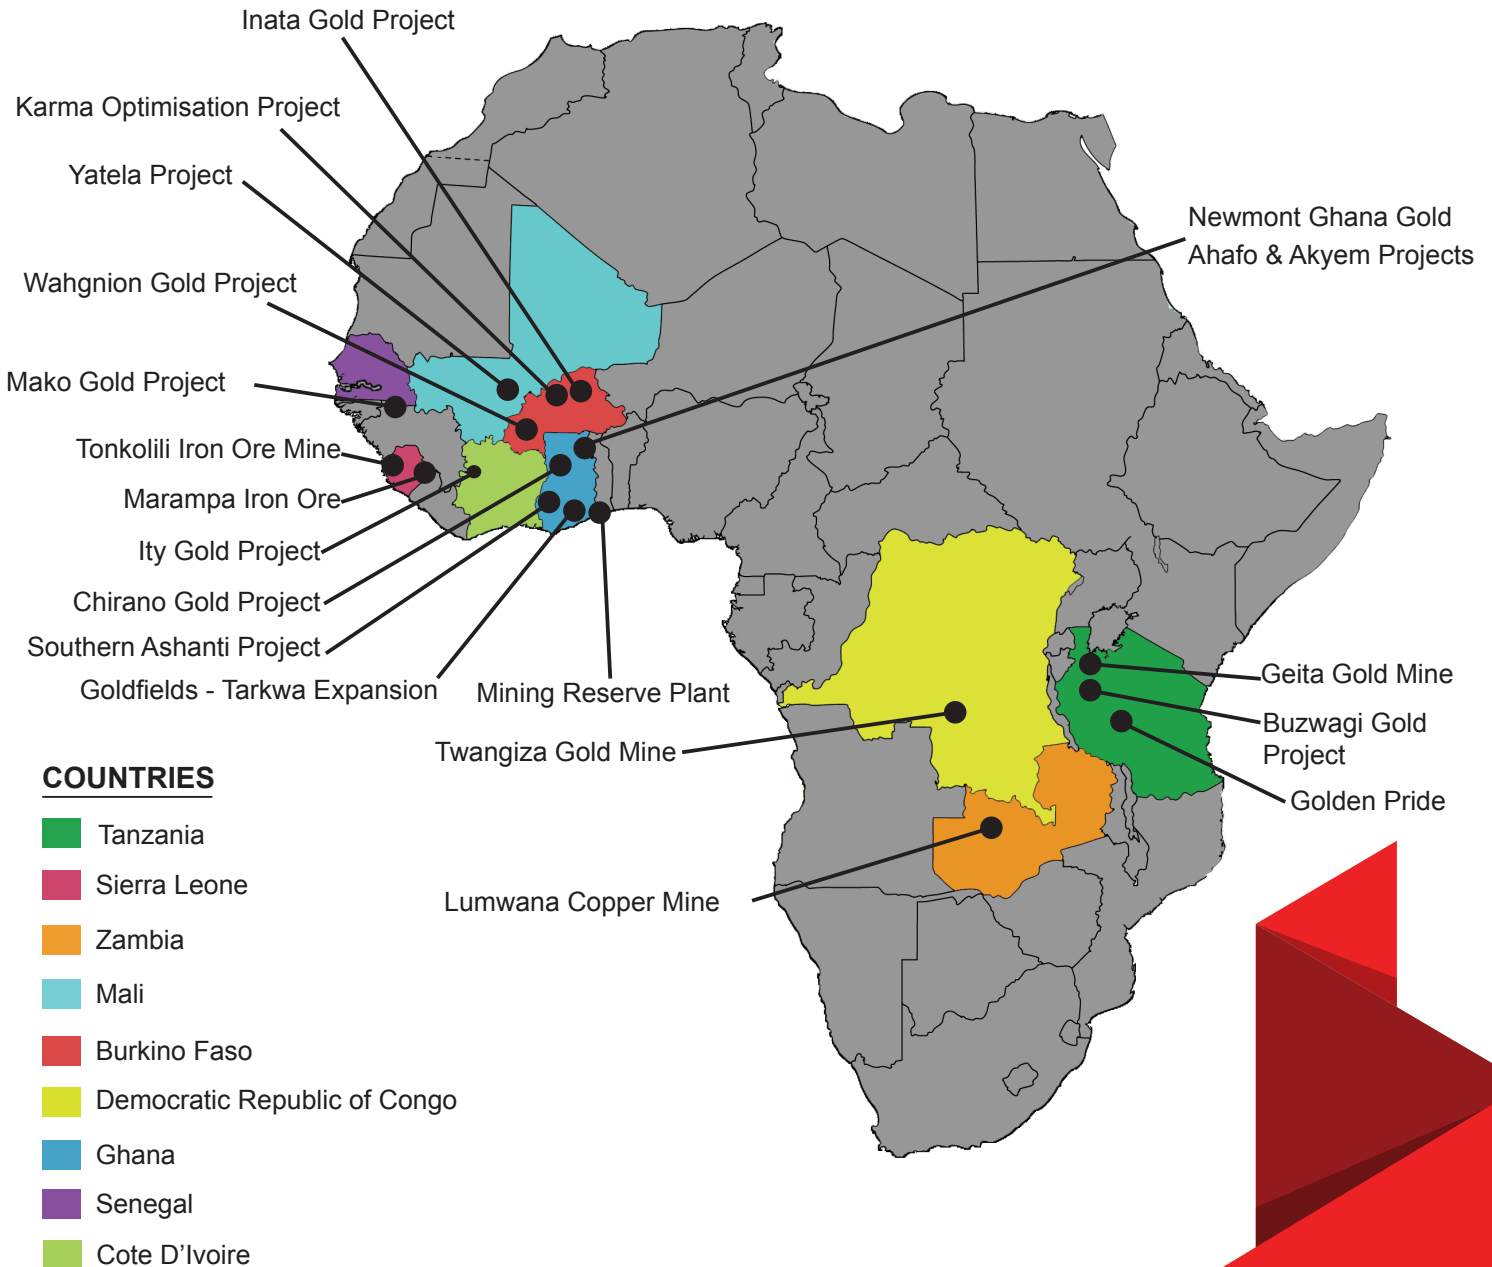 Inata Gold Project
Karma Optimisation Project
Yatela Project
Wahgnion Gold Project
Mako Gold Project
Tonkolili Iron Ore Mine
Marampa Iron Ore
Ity Gold Project
Chirano Gold Project
Southern Ashanti Project
Goldfields - Tarkwa Expansion
Mining Reserve Plant
Newmont Ghana Gold
Ahafo & Akyem Projects
Geita Gold Mine
Buzwagi Gold
Project
Golden Pride
Twangiza Gold Mine
Lumwana Copper Mine
COUNTRIES
Tanzania
Sierra Leone
Zambia
Mali
Burkino Faso
Democratic Republic of Congo
Ghana
Senegal
Cote D'Ivoire